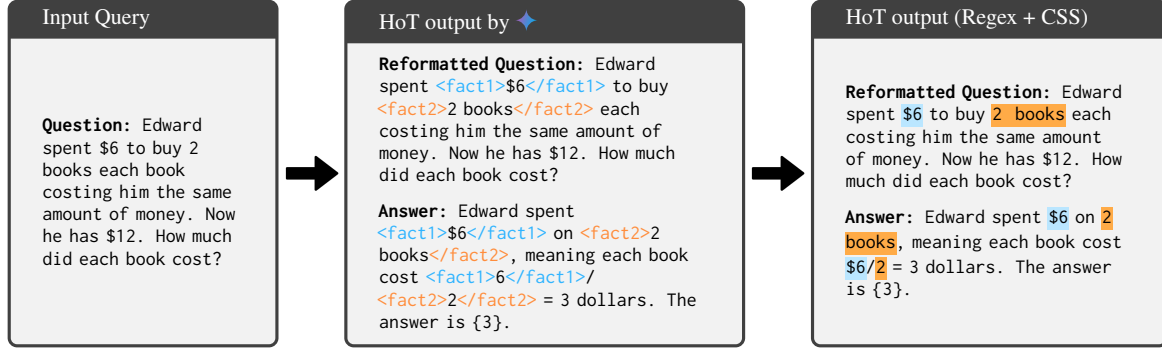 Input Query
Question: Edward
spent $6 to buy 2
books each book
costing him the same
amount of money. Now
he has $12. How much
did each book cost?
HoT output by
Reformatted Question: Edward
spent <fact1>$6</fact1> to buy
<fact2>2 books</fact2> each
costing him the same amount of
money. Now he has $12. How much
did each book cost?
Answer: Edward spent
<fact1>$6</fact1> on <fact2>2
books</fact2>, meaning each book
cost <fact1>6</fact1>/
<fact2>2</fact2> = 3 dollars. The
answer is {3}.
HoT output (Regex + CSS)
Reformatted Question: Edward
spent $6 to buy 2 books each
costing him the same amount
of money. Now he has $12. How
much did each book cost?
Answer: Edward spent $6 on 2
books, meaning each book cost
$6/2 = 3 dollars. The answer
is {3}.